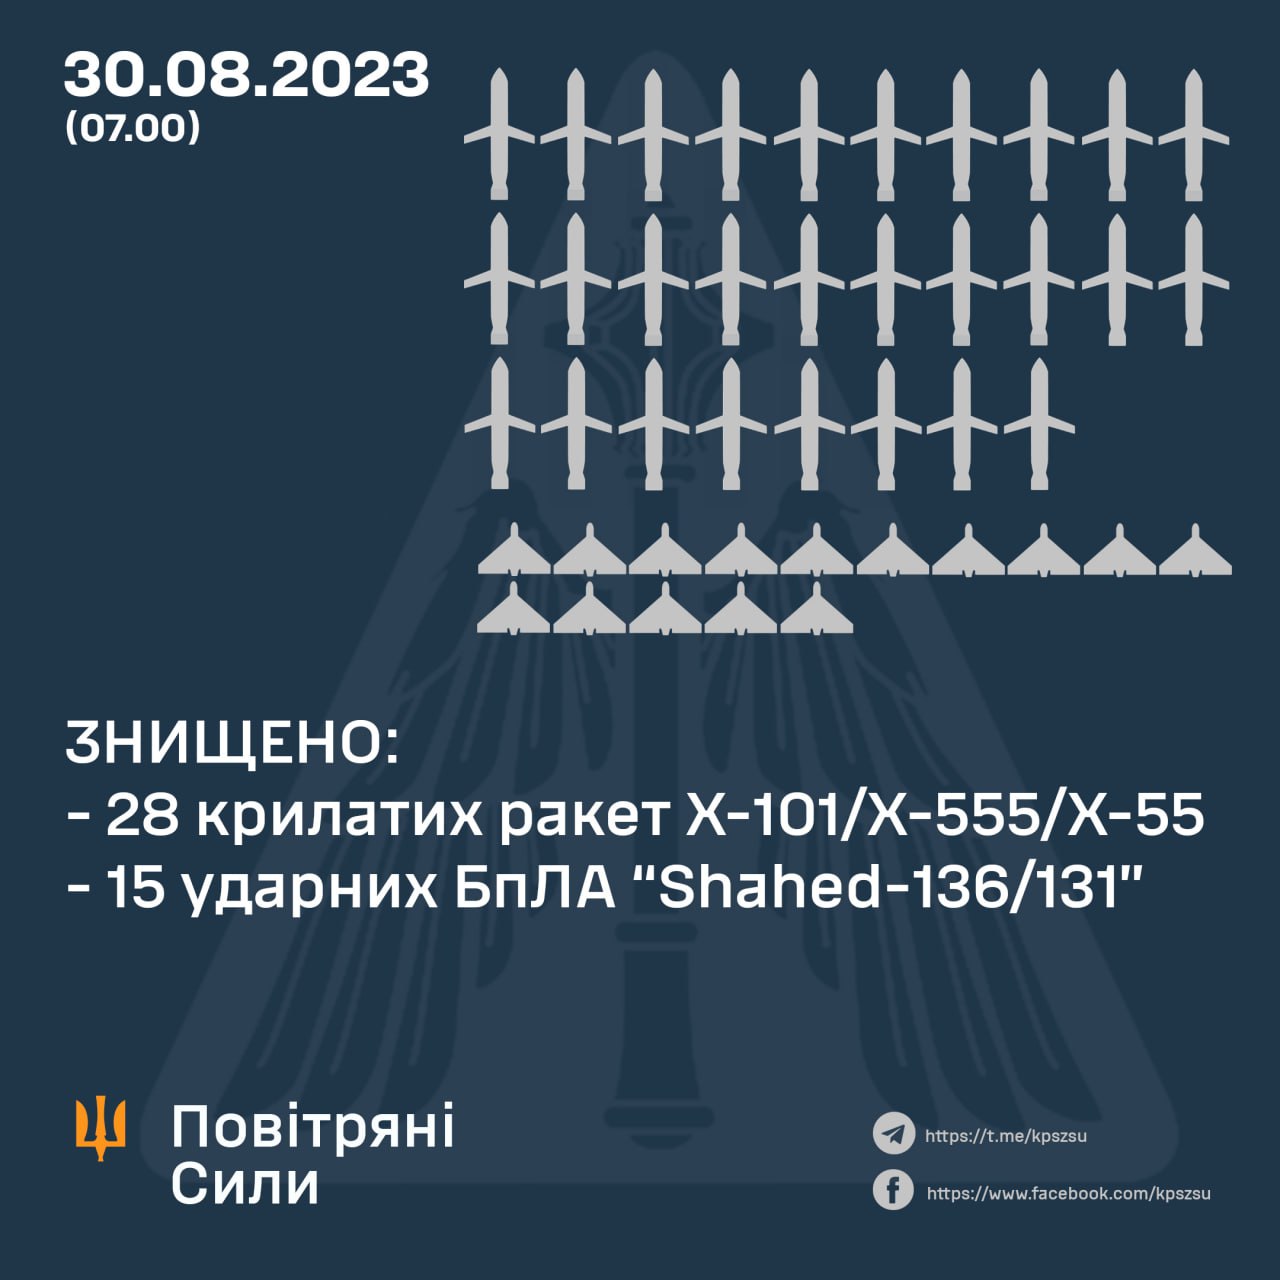 30.08.2023
(07.00)
ЗНИЩЕНО:
- 28 крилатих ракет Х-101/Х-555/Х-55
- 15 ударних БпЛА “Shahed-136/131”
Повітряні
Сили
https://t.me/kpszsu
https://www.facebook.com/kpszsu